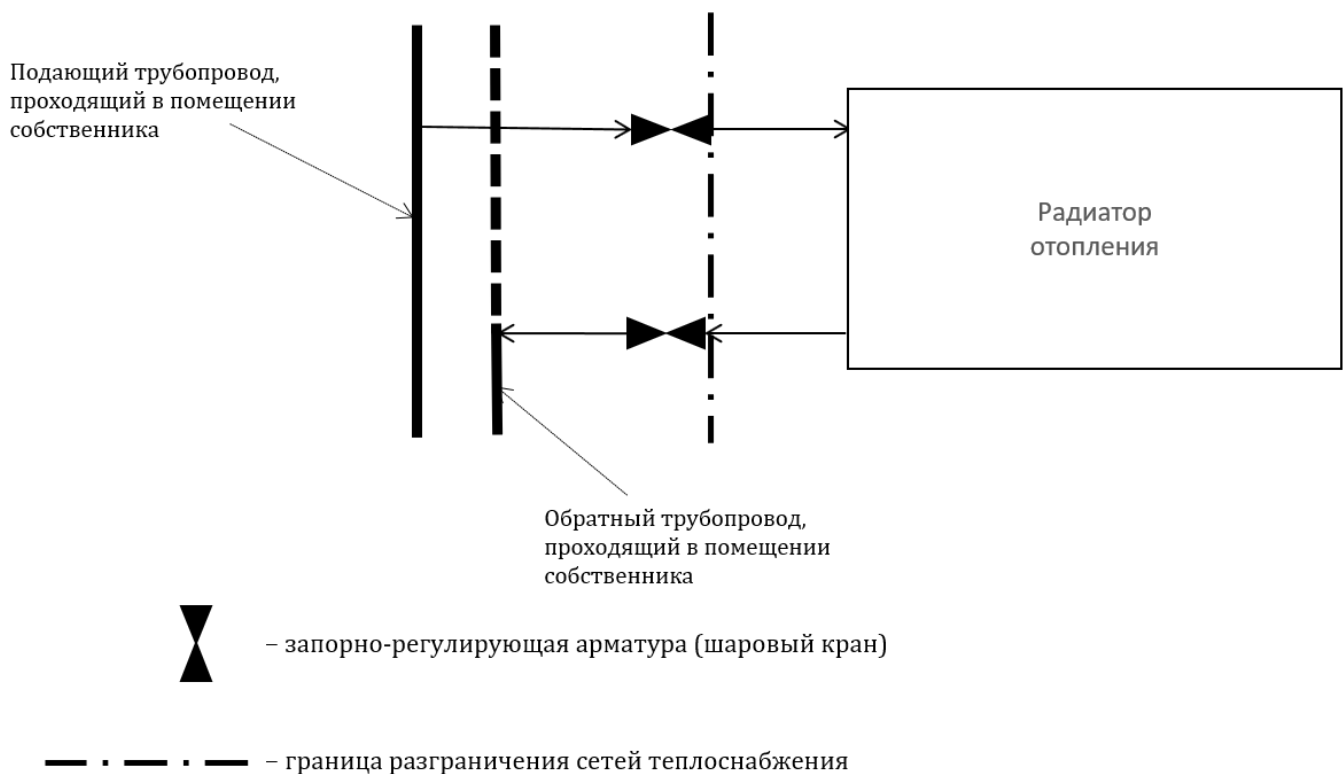 Подающий трубопровод,
проходящий в помещении
собственника
Радиатор
отопления
Обратный трубопровод,
проходящий в помещении
собственника
– запорно-регулирующая арматура (шаровый кран)
– граница разграничения сетей теплоснабжения